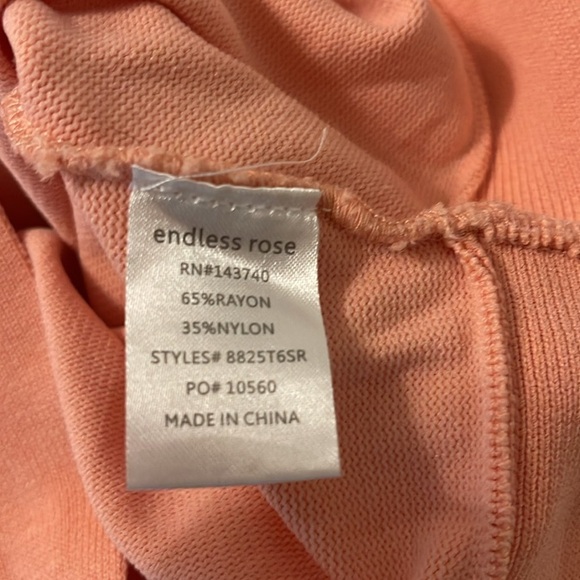 endless rose
RN#143740
65%RAYON
35%NYLON
STYLES# 8825T6SR
PO# 10560
MADE IN CHINA